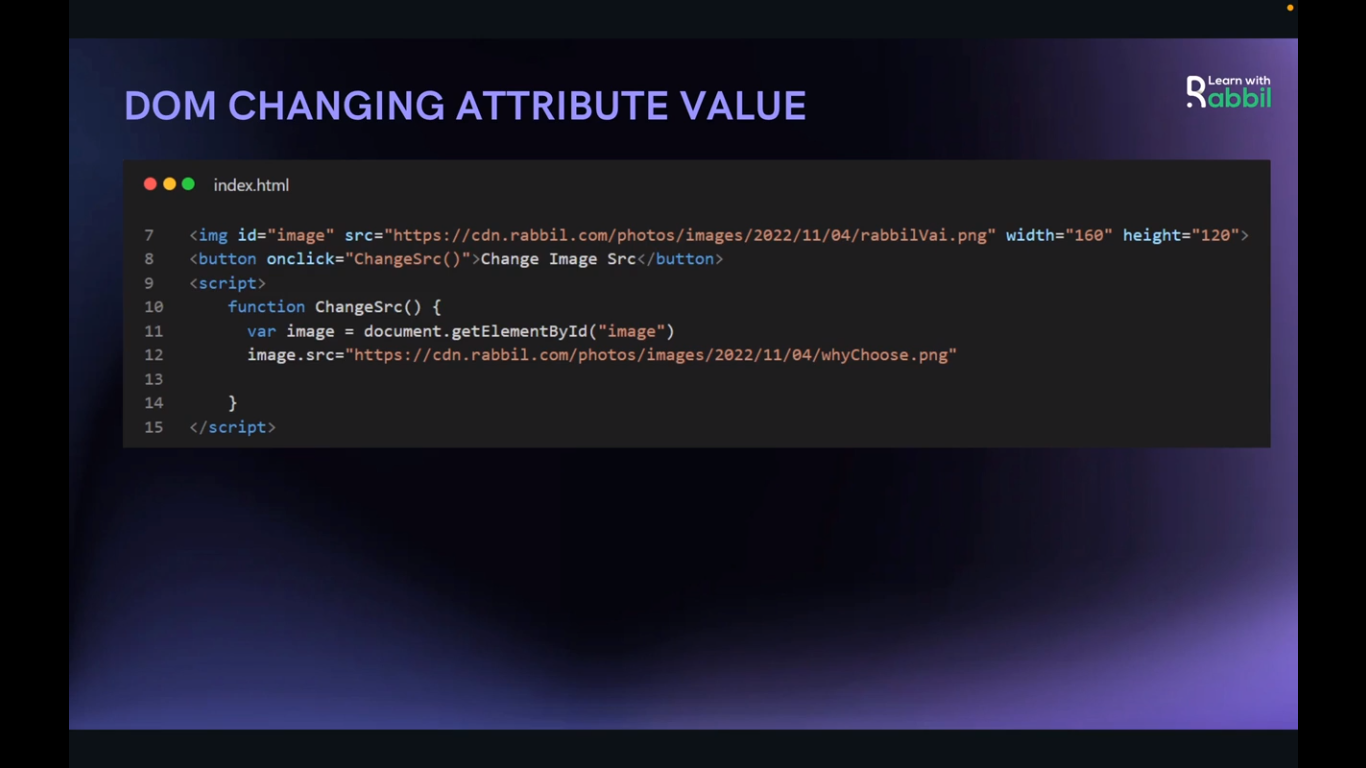 DOM CHANGING ATTRIBUTE VALUE
Learn with
Rabbil
index.html
7 <img id="image" src="https://cdn.rabbil.com/photos/images/2022/11/04/rabbilVai.png" width="160" height="120">
8 <button onclick="ChangeSrc()">Change Image Src</button>
9 <script>
10 function ChangeSrc() {
11 var image = document.getElementById("image")
12 image.src="https://cdn.rabbil.com/photos/images/2022/11/04/whyChoose.png"
13
14 }
15 </script>